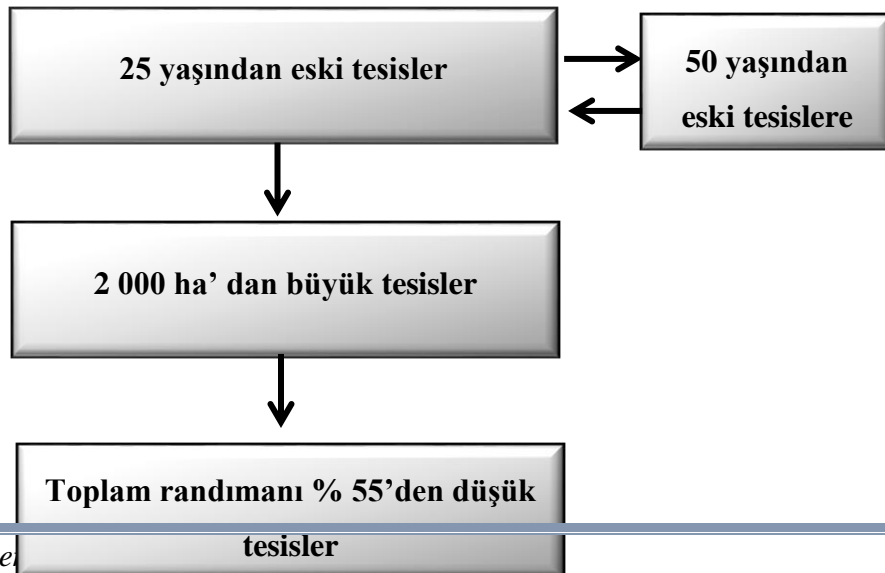 25 yaşından eski tesisler
50 yaşından
eski tesislere
2 000 ha’ dan büyük tesisler
Toplam randımanı % 55’den düşük
tesisler